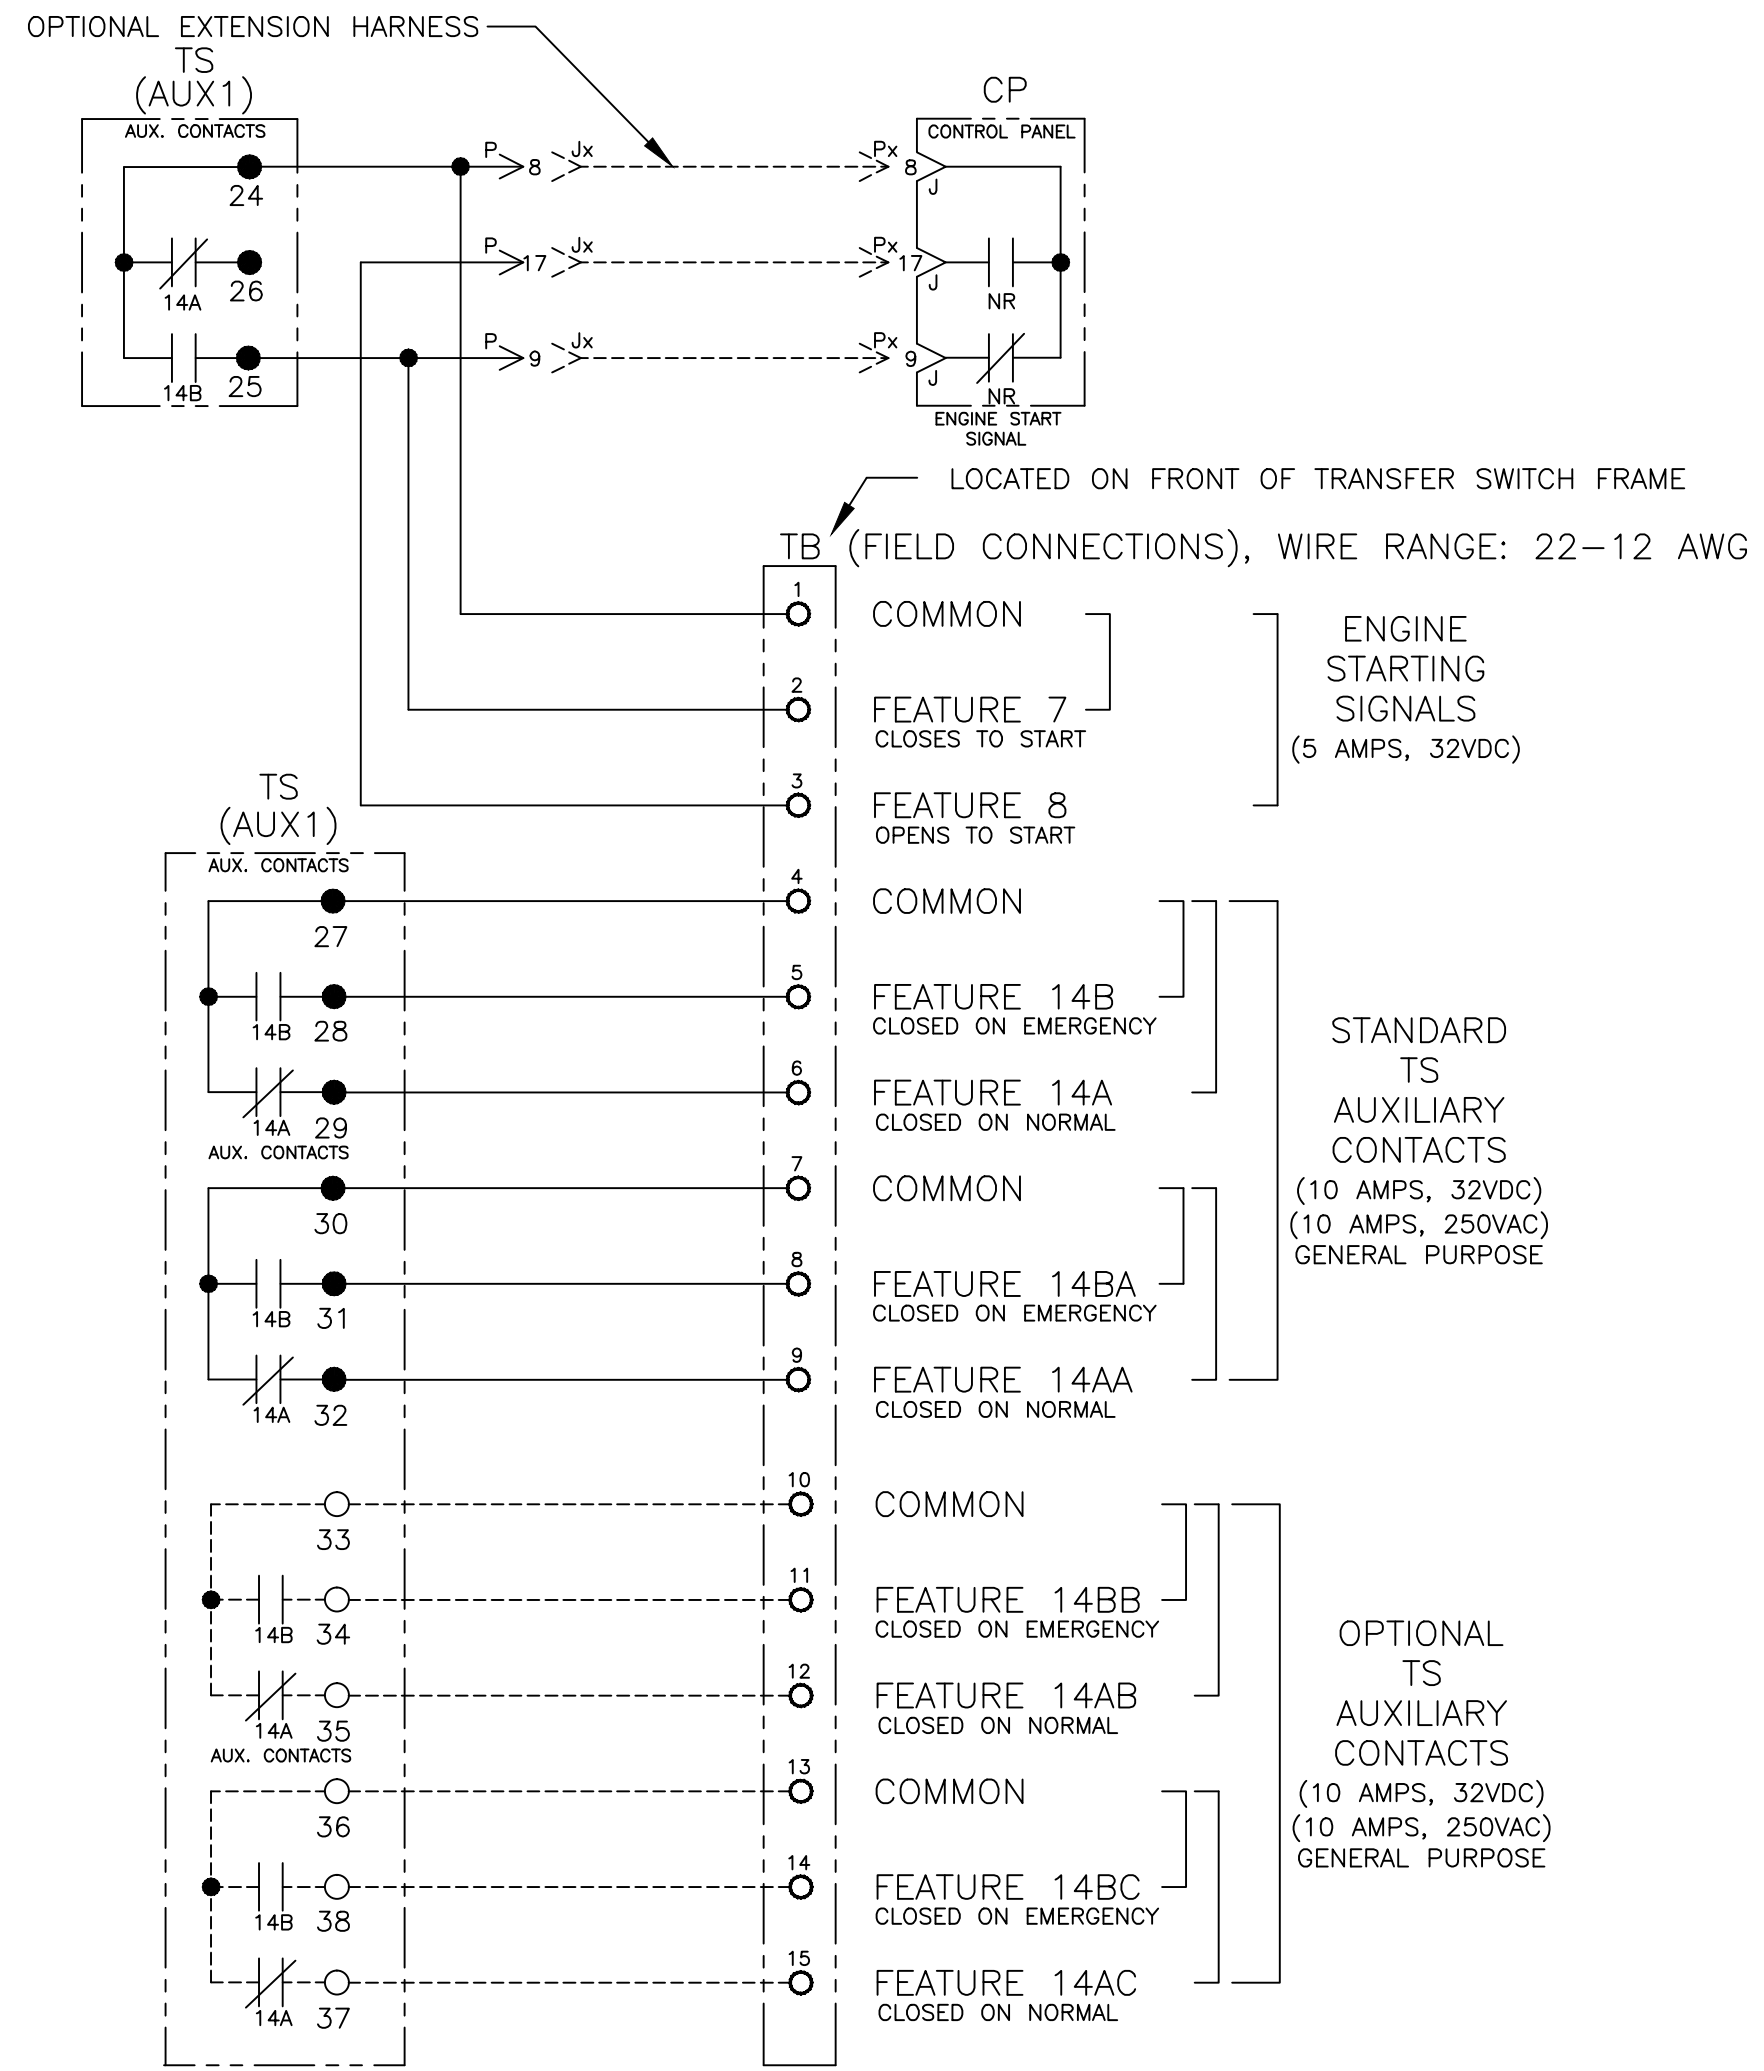 OPTIONAL EXTENSION HARNESS
TS
(AUX1)
AUX. CONTACTS
24
14A
26
14B
25
P
8
Jx
Px
8
J
P
17
Jx
Px
17
J
P
9
Jx
Px
9
J
CP
CONTROL PANEL
NR
NR
ENGINE START
SIGNAL
LOCATED ON FRONT OF TRANSFER SWITCH FRAME
TB (FIELD CONNECTIONS), WIRE RANGE: 22-12 AWG
1
COMMON
2
FEATURE 7
CLOSES TO START
3
FEATURE 8
OPENS TO START
ENGINE
STARTING
SIGNALS
(5 AMPS, 32VDC)
TS
(AUX1)
AUX. CONTACTS
27
4
COMMON
14B
28
5
FEATURE 14B
CLOSED ON EMERGENCY
14A
29
6
FEATURE 14A
CLOSED ON NORMAL
AUX. CONTACTS
30
7
COMMON
14B
31
8
FEATURE 14BA
CLOSED ON EMERGENCY
14A
32
9
FEATURE 14AA
CLOSED ON NORMAL
STANDARD
TS
AUXILIARY
CONTACTS
(10 AMPS, 32VDC)
(10 AMPS, 250VAC)
GENERAL PURPOSE
33
10
COMMON
14B
34
11
FEATURE 14BB
CLOSED ON EMERGENCY
14A
35
12
FEATURE 14AB
CLOSED ON NORMAL
AUX. CONTACTS
36
13
COMMON
14B
38
14
FEATURE 14BC
CLOSED ON EMERGENCY
14A
37
15
FEATURE 14AC
CLOSED ON NORMAL
OPTIONAL
TS
AUXILIARY
CONTACTS
(10 AMPS, 32VDC)
(10 AMPS, 250VAC)
GENERAL PURPOSE